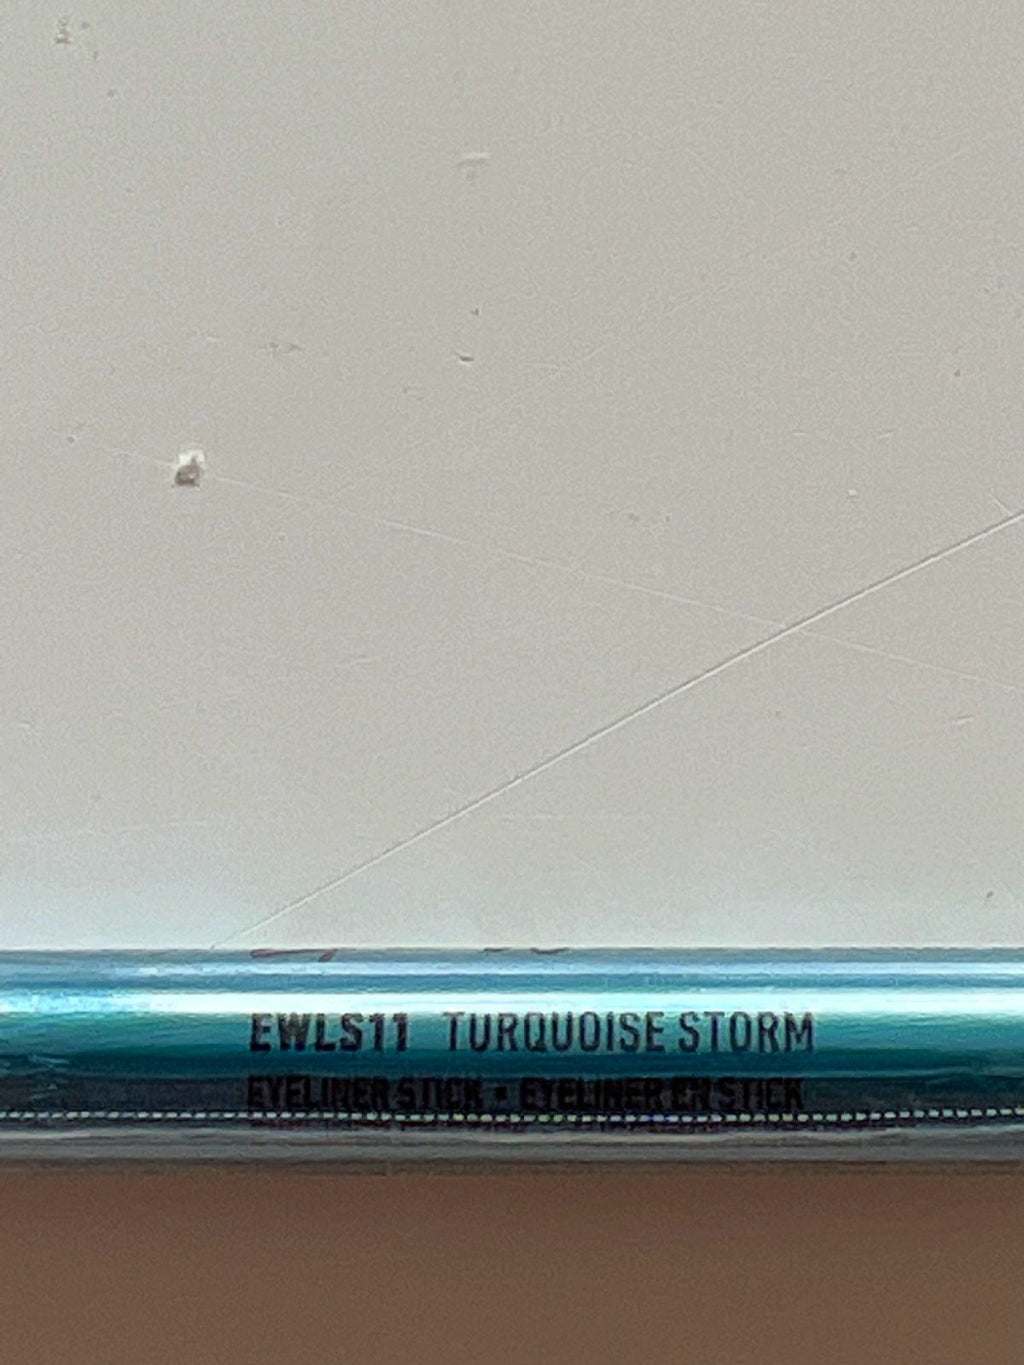 EWLS11 TURQUOISE STORM
EYELINER STICK • EYELINER EN STICK